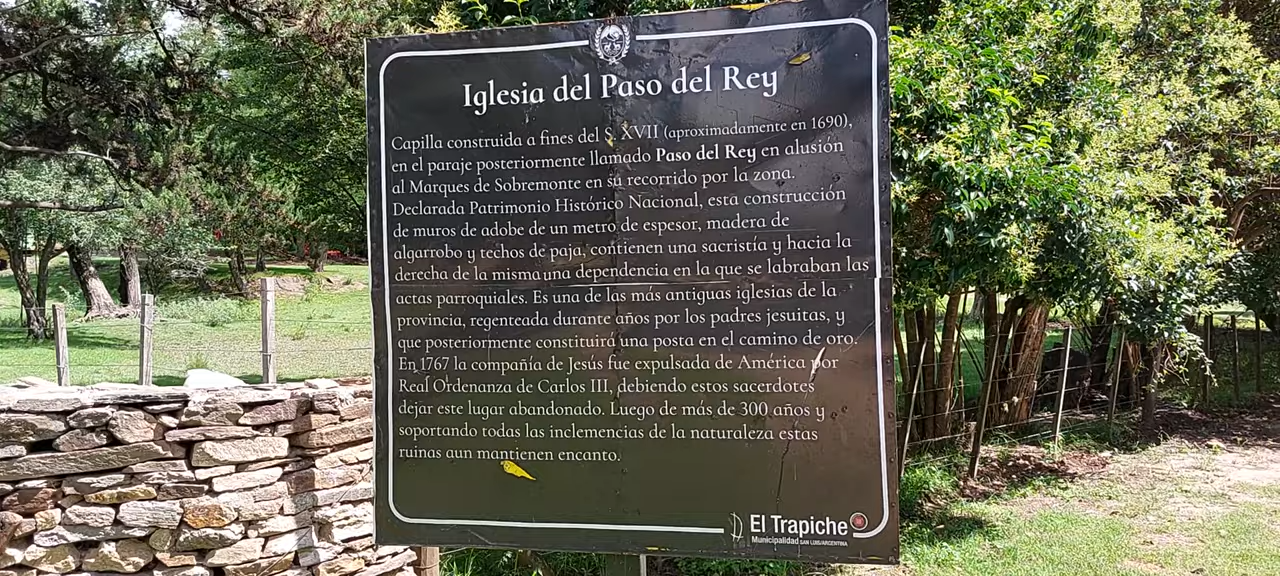 Iglesia del Paso del Rey
Capilla construida a fines del S. XVII (aproximadamente en 1690),
en el paraje posteriormente llamado Paso del Rey en alusión
al Marques de Sobremonte en su recorrido por la zona.
Declarada Patrimonio Histórico Nacional, esta construcción
de muros de adobe de un metro de espesor, madera de
algarrobo y techos de paja, contienen una sacristía y hacia la
derecha de la misma una dependencia en la que se labraban las
actas parroquiales. Es una de las más antiguas iglesias de la
provincia, regenteada durante años por los padres jesuitas, y
que posteriormente constituirá una posta en el camino de oro.
En 1767 la compañía de Jesús fue expulsada de América por
Real Ordenanza de Carlos III, debiendo estos sacerdotes
dejar este lugar abandonado. Luego de más de 300 años y
soportando todas las inclemencias de la naturaleza estas
ruinas aun mantienen encanto.
El Trapiche
Municipalidad SAN LUIS/ARGENTINA